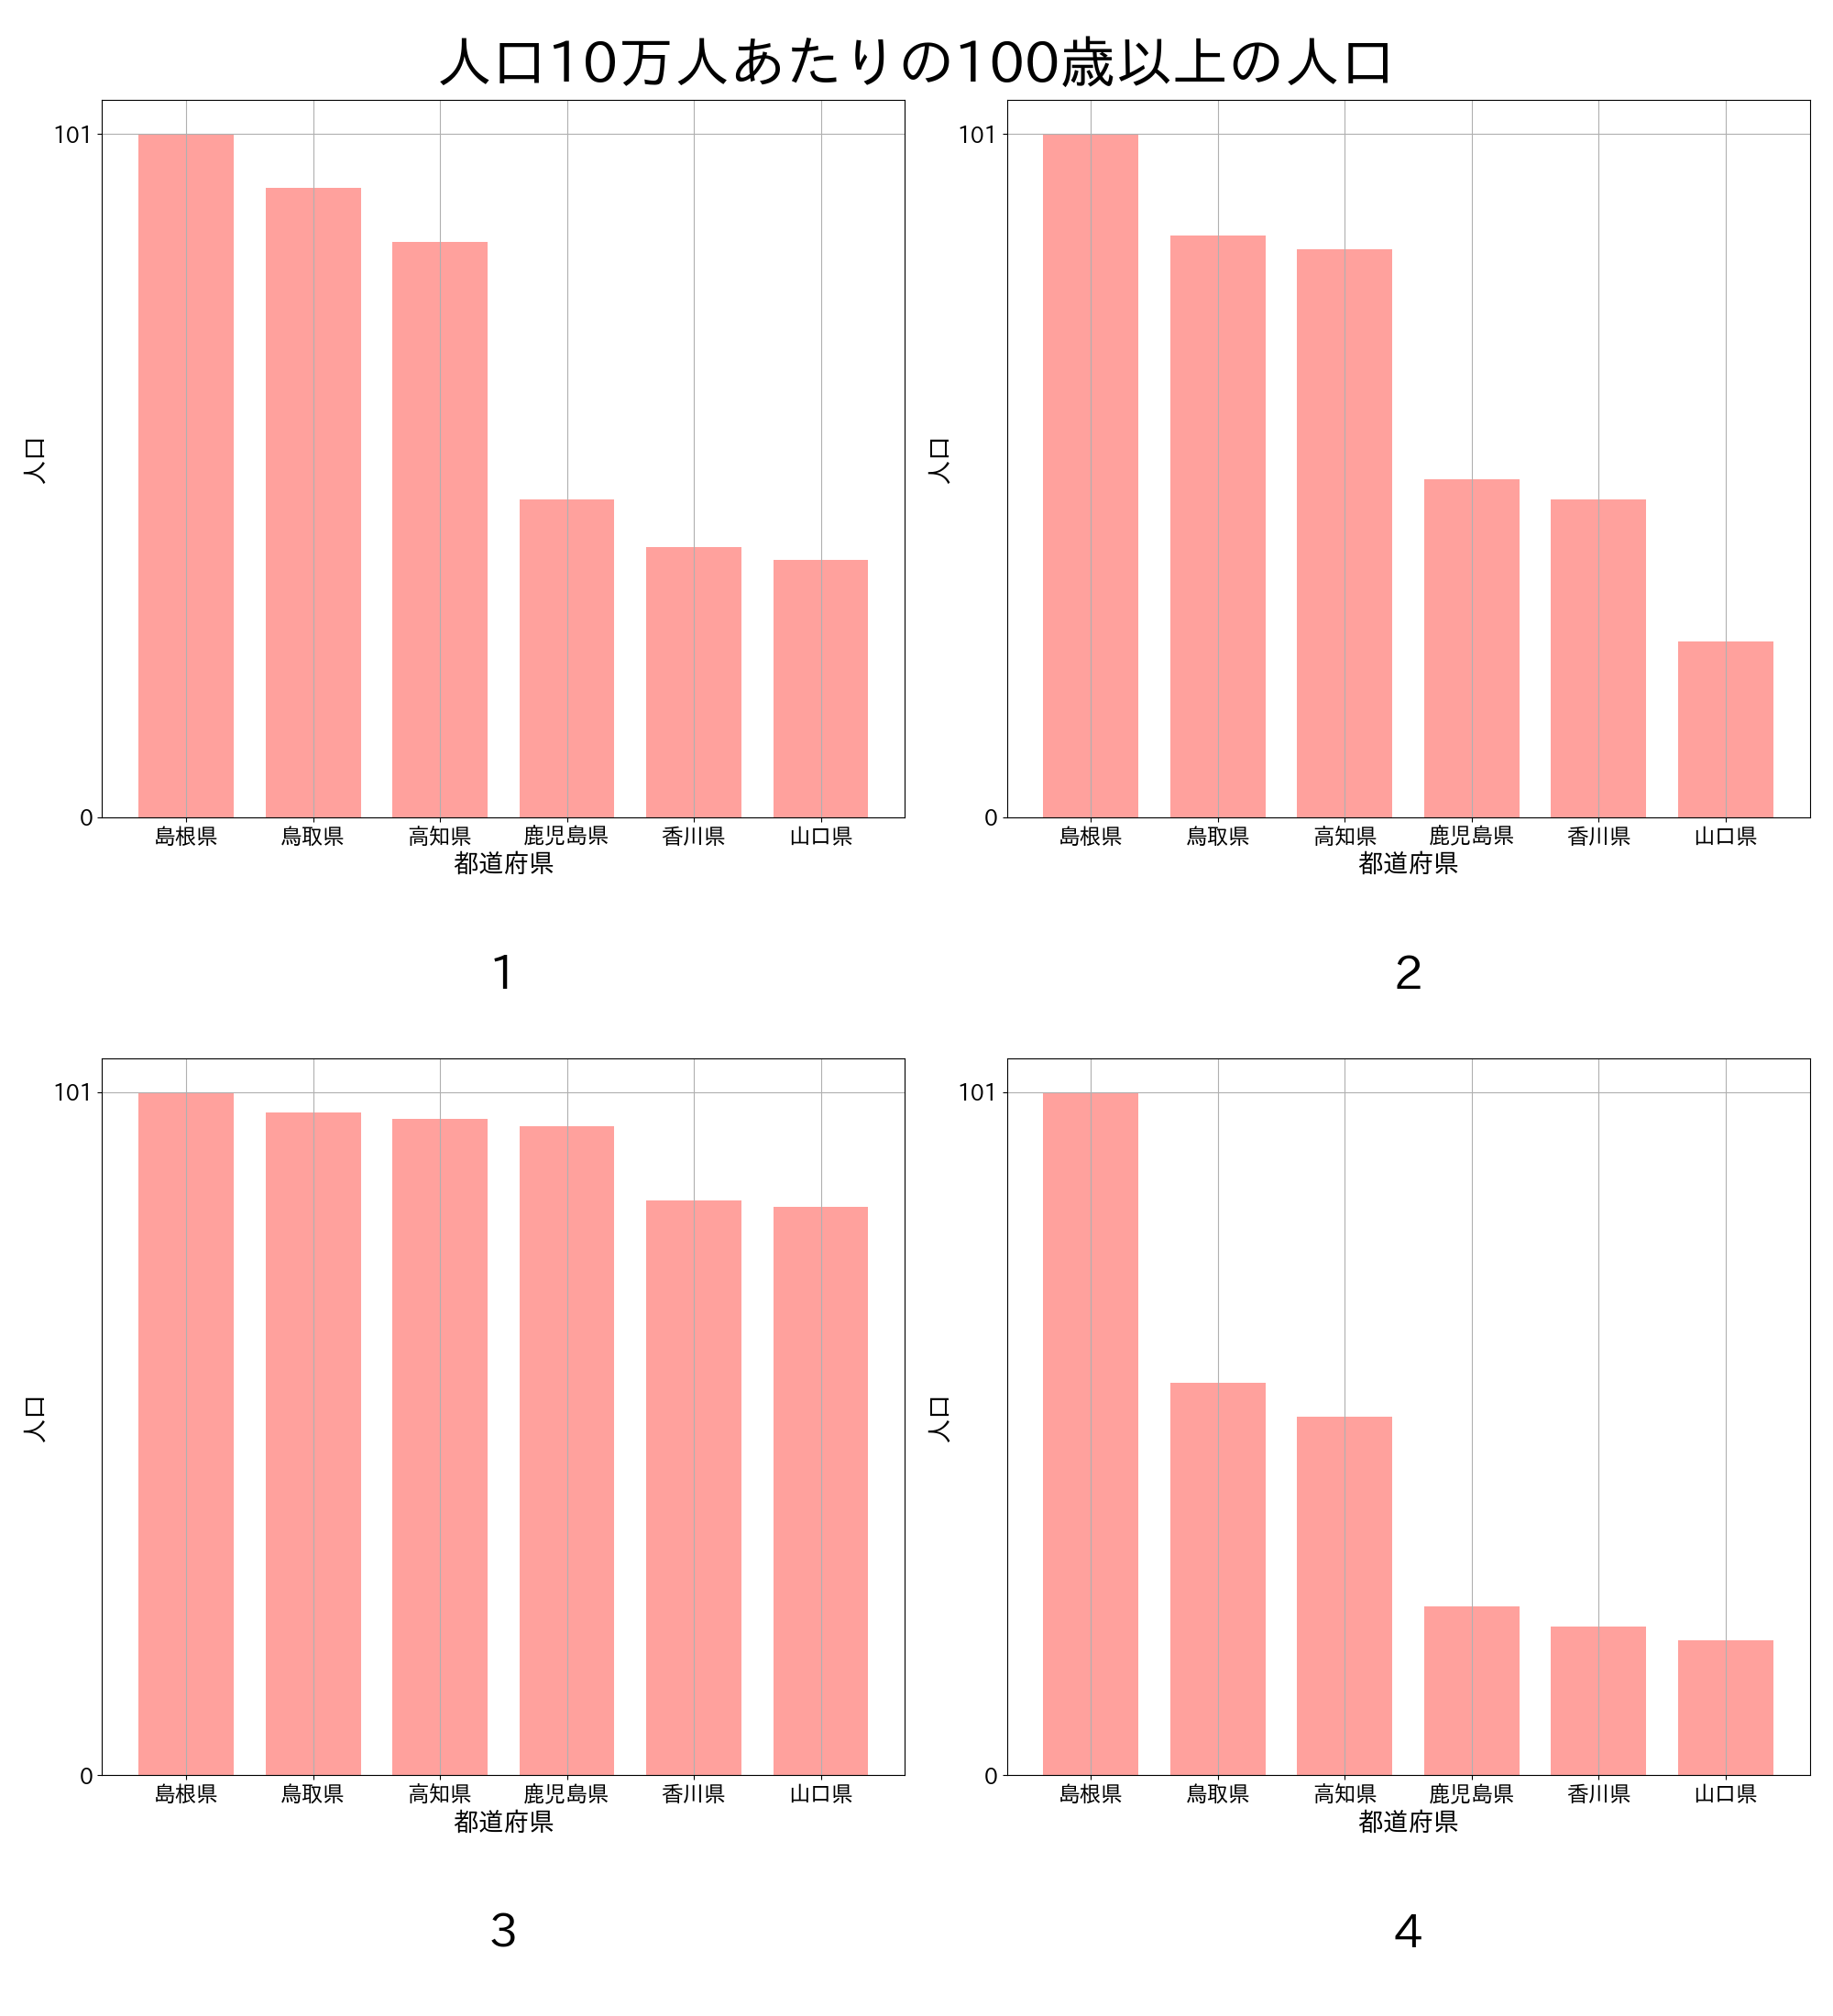 人口10万人あたりの100歳以上の人口
101
0
人口
島根県 鳥取県 高知県 鹿児島県 香川県 山口県
都道府県
1
101
0
人口
島根県 鳥取県 高知県 鹿児島県 香川県 山口県
都道府県
2
101
0
人口
島根県 鳥取県 高知県 鹿児島県 香川県 山口県
都道府県
3
101
0
人口
島根県 鳥取県 高知県 鹿児島県 香川県 山口県
都道府県
4